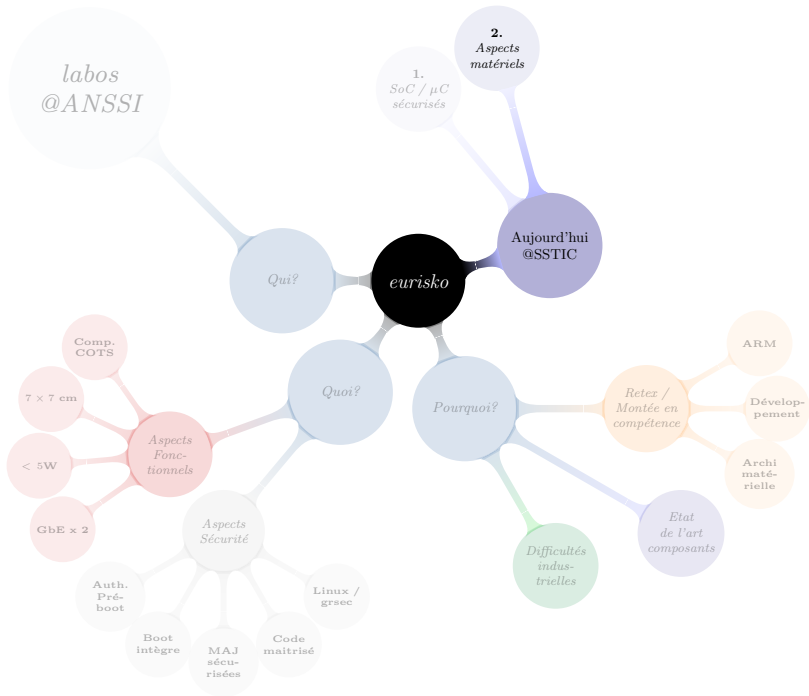 labos
@ANSSI
2.
Aspects
matériels
1.
SoC / μC
sécurisés
Aujourd'hui
@SSTIC
Qui?
eurisko
Comp.
COTS
7 × 7 cm
< 5W
GbE x 2
Aspects
Fonc-
tionnels
Quoi?
Pourquoi?
Retex /
Montée en
compétence
ARM
Dévelop-
pement
Archi
maté-
rielle
Aspects
Sécurité
Auth.
Pré-
boot
Boot
intègre
MAJ
sécu-
risées
Code
maitrisé
Linux /
grsec
Difficultés
indus-
trielles
Etat
de l'art
composants